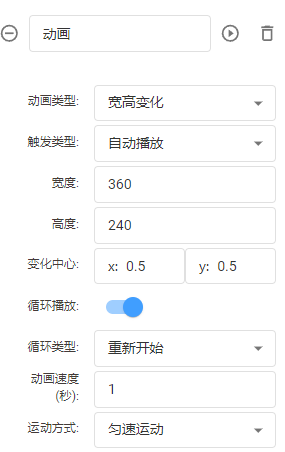 动画
动画类型: 宽高变化
触发类型: 自动播放
宽度: 360
高度: 240
变化中心: x: 0.5 y: 0.5
循环播放:
循环类型: 重新开始
动画速度
(秒): 1
运动方式: 匀速运动